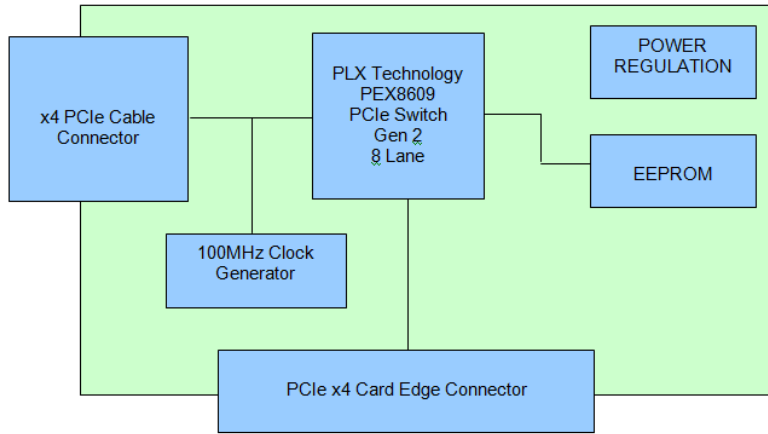 x4 PCIe Cable
Connector
PLX Technology
PEX8609
PCIe Switch
Gen 2
8 Lane
POWER
REGULATION
EEPROM
100MHz Clock
Generator
PCIe x4 Card Edge Connector